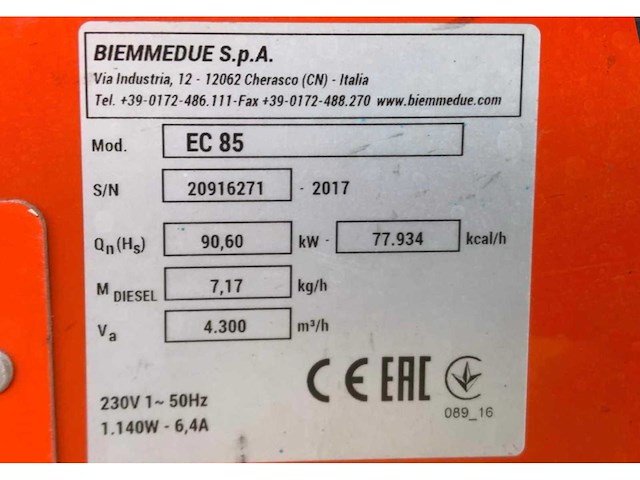 BIEMMEDUE S.p.A.
Via Industria, 12 - 12062 Cherasco (CN) - Italia
Tel. +39-0172-486.111-Fax +39-0172-488.270 www.biemmedue.com
Mod. EC 85
S/N 20916271 - 2017
Qn(Hs) 90,60 kW - 77.934 kcal/h
M DIESEL 7,17 kg/h
Va 4.300 m³/h
CE EAC
089_16
230V 1~ 50Hz
1.140W - 6,4A